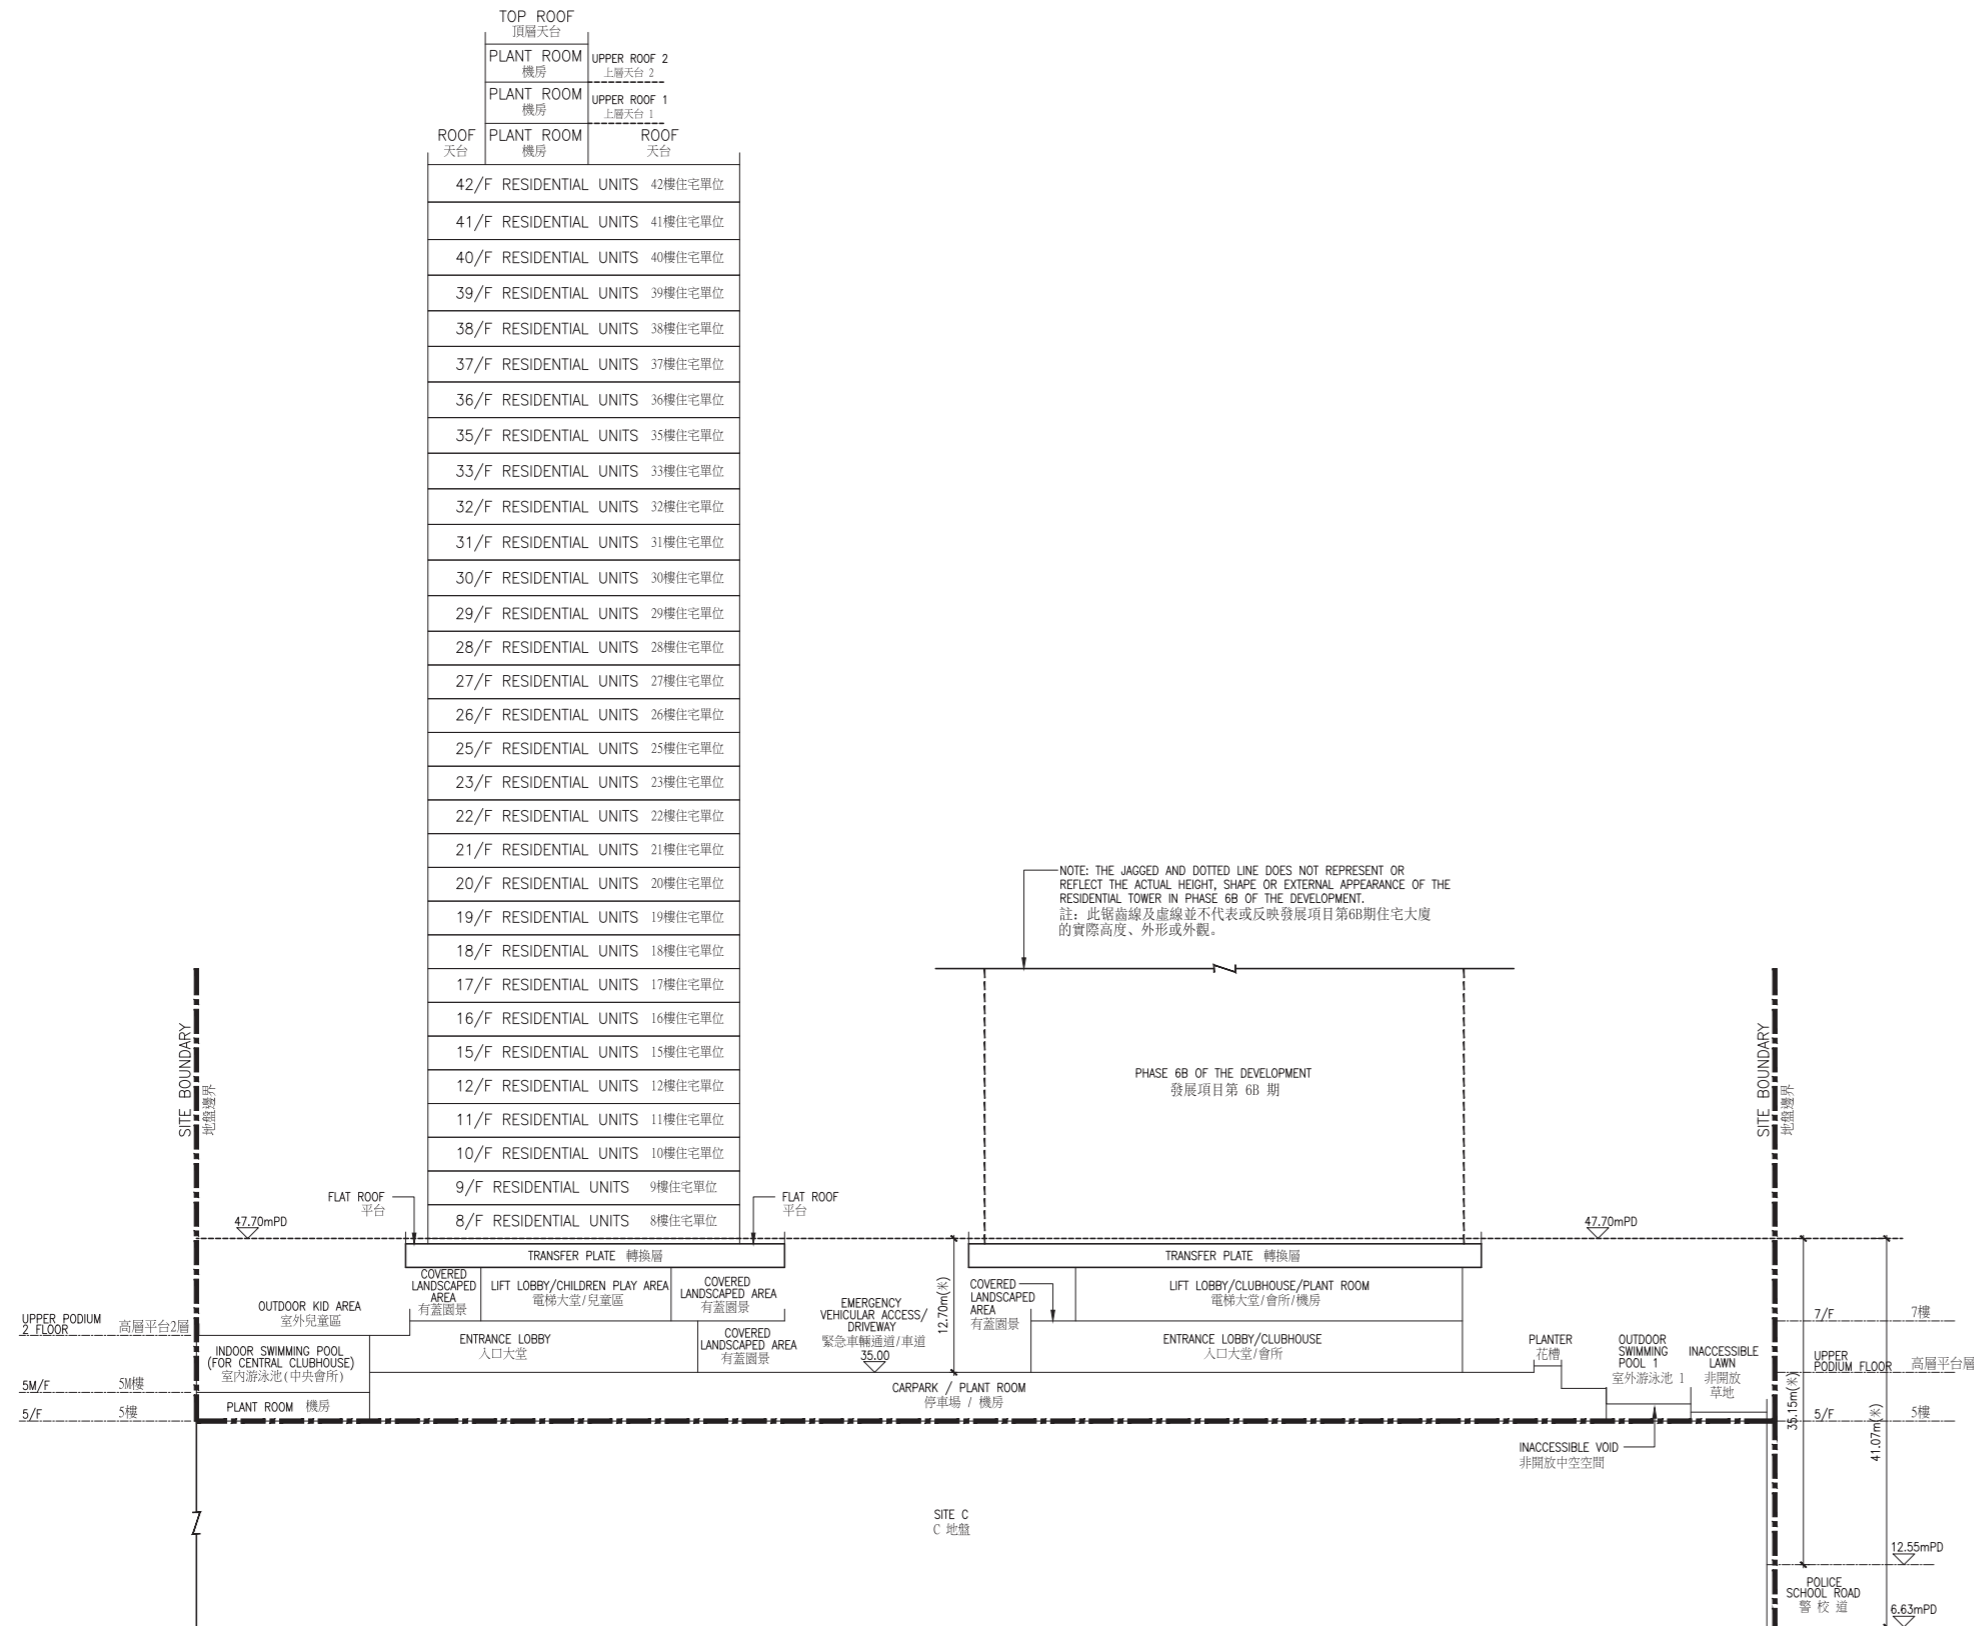 TOP ROOF
頂層天台
PLANT ROOM
機房
UPPER ROOF 2
上層天台 2
PLANT ROOM
機房
UPPER ROOF 1
上層天台 1
ROOF
天台
PLANT ROOM
機房
ROOF
天台
42/F RESIDENTIAL UNITS 42樓住宅單位
41/F RESIDENTIAL UNITS 41樓住宅單位
40/F RESIDENTIAL UNITS 40樓住宅單位
39/F RESIDENTIAL UNITS 39樓住宅單位
38/F RESIDENTIAL UNITS 38樓住宅單位
37/F RESIDENTIAL UNITS 37樓住宅單位
36/F RESIDENTIAL UNITS 36樓住宅單位
35/F RESIDENTIAL UNITS 35樓住宅單位
33/F RESIDENTIAL UNITS 33樓住宅單位
32/F RESIDENTIAL UNITS 32樓住宅單位
31/F RESIDENTIAL UNITS 31樓住宅單位
30/F RESIDENTIAL UNITS 30樓住宅單位
29/F RESIDENTIAL UNITS 29樓住宅單位
28/F RESIDENTIAL UNITS 28樓住宅單位
27/F RESIDENTIAL UNITS 27樓住宅單位
26/F RESIDENTIAL UNITS 26樓住宅單位
25/F RESIDENTIAL UNITS 25樓住宅單位
23/F RESIDENTIAL UNITS 23樓住宅單位
22/F RESIDENTIAL UNITS 22樓住宅單位
21/F RESIDENTIAL UNITS 21樓住宅單位
20/F RESIDENTIAL UNITS 20樓住宅單位
19/F RESIDENTIAL UNITS 19樓住宅單位
18/F RESIDENTIAL UNITS 18樓住宅單位
17/F RESIDENTIAL UNITS 17樓住宅單位
16/F RESIDENTIAL UNITS 16樓住宅單位
15/F RESIDENTIAL UNITS 15樓住宅單位
12/F RESIDENTIAL UNITS 12樓住宅單位
11/F RESIDENTIAL UNITS 11樓住宅單位
10/F RESIDENTIAL UNITS 10樓住宅單位
9/F RESIDENTIAL UNITS 9樓住宅單位
8/F RESIDENTIAL UNITS 8樓住宅單位
NOTE: THE JAGGED AND DOTTED LINE DOES NOT REPRESENT OR
REFLECT THE ACTUAL HEIGHT, SHAPE OR EXTERNAL APPEARANCE OF THE
RESIDENTIAL TOWER IN PHASE 6B OF THE DEVELOPMENT.
註：此锯齒線及虛線並不代表或反映發展項目第6B期住宅大廈
的實際高度、外形或外觀。
SITE BOUNDARY
地盤邊界
PHASE 6B OF THE DEVELOPMENT
發展項目第 6B 期
SITE BOUNDARY
地盤邊界
FLAT ROOF
平台
FLAT ROOF
平台
47.70mPD
47.70mPD
TRANSFER PLATE 轉換層
TRANSFER PLATE 轉換層
COVERED
LANDSCAPED
AREA
有蓋園景
LIFT LOBBY/CHILDREN PLAY AREA
電梯大堂/兒童區
COVERED
LANDSCAPED AREA
有蓋園景
12.70m(米)
COVERED
LANDSCAPED
AREA
有蓋園景
LIFT LOBBY/CLUBHOUSE/PLANT ROOM
電梯大堂/會所/機房
OUTDOOR KID AREA
室外兒童區
EMERGENCY
VEHICULAR ACCESS/
DRIVEWAY
緊急車輛通道/車道
35.00
UPPER PODIUM
2 FLOOR
高層平台2層
7/F 7樓
INDOOR SWIMMING POOL
(FOR CENTRAL CLUBHOUSE)
室內游泳池(中央會所)
ENTRANCE LOBBY
入口大堂
COVERED
LANDSCAPED AREA
有蓋園景
ENTRANCE LOBBY/CLUBHOUSE
入口大堂/會所
PLANTER
花槽
OUTDOOR
SWIMMING
POOL 1
室外游泳池 1
INACCESSIBLE
LAWN
非開放
草地
UPPER
PODIUM FLOOR
高層平台層
5M/F 5M樓
CARPARK / PLANT ROOM
停車場 / 機房
5/F 5樓
PLANT ROOM 機房
35.15m(米)
5/F 5樓
41.07m(米)
INACCESSIBLE VOID
非開放中空空間
SITE C
C 地盤
12.55mPD
POLICE
SCHOOL ROAD
警 校 道
6.63mPD